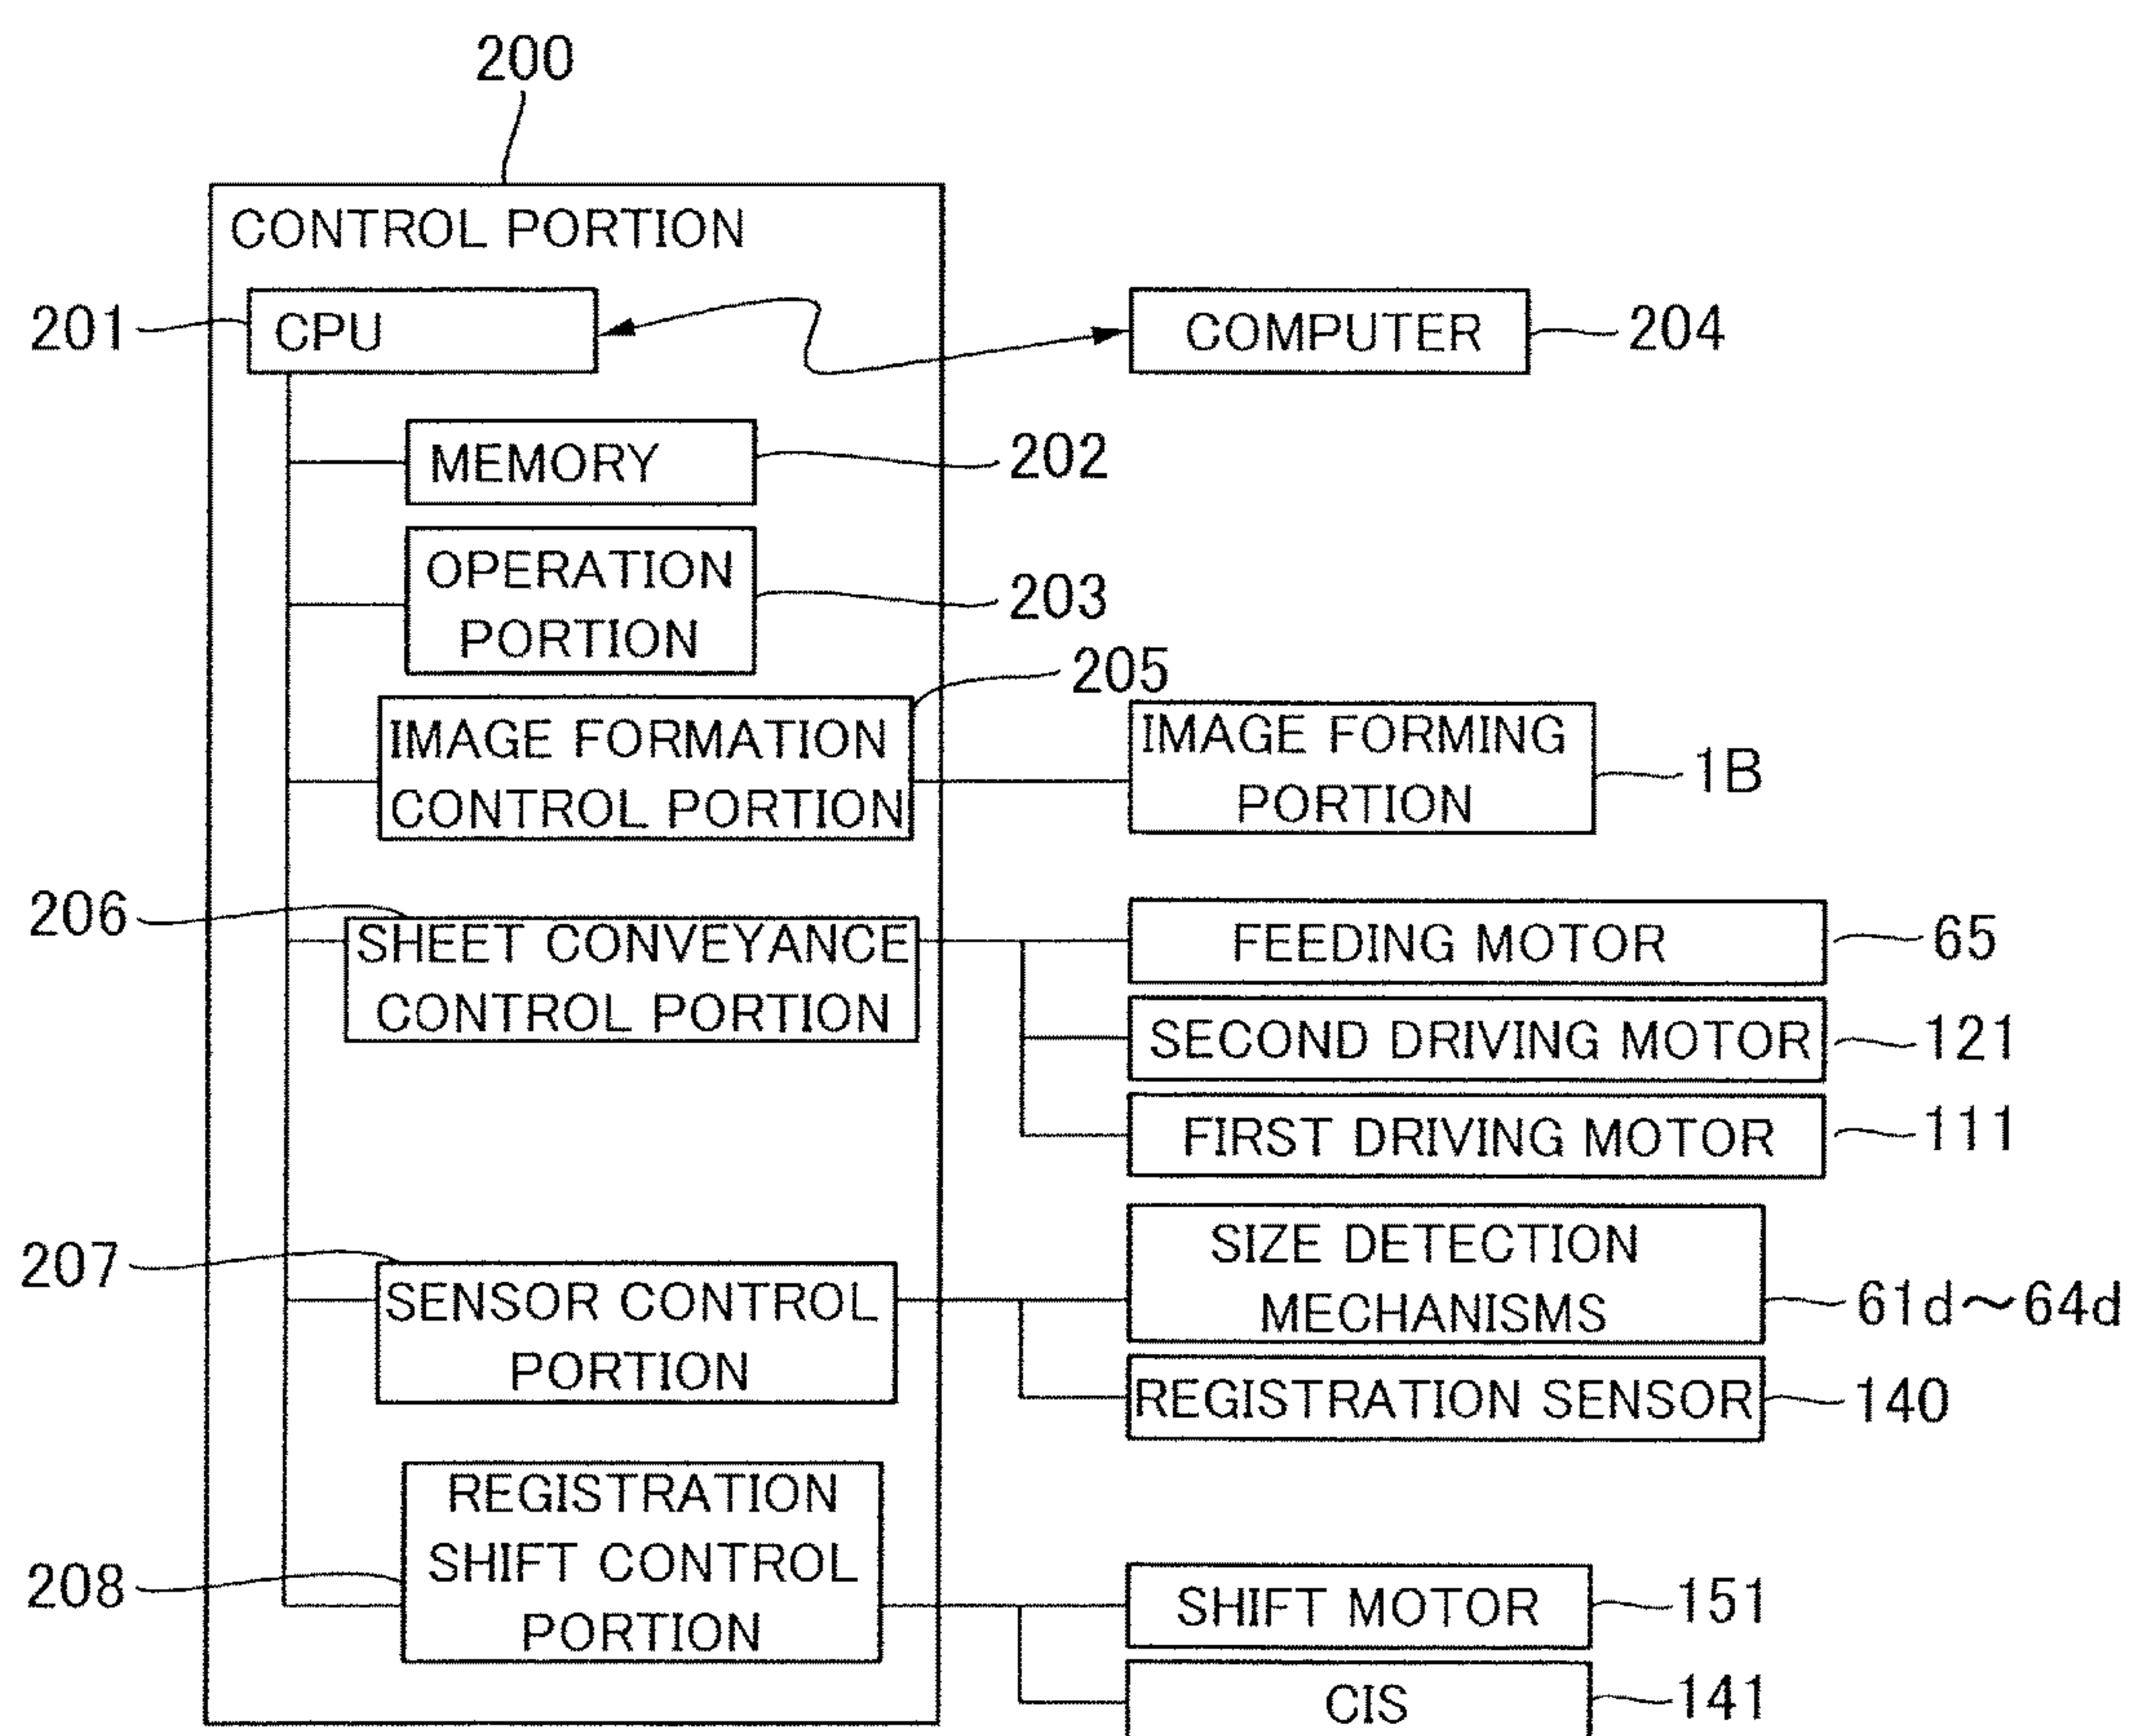 200
CONTROL PORTION
201
CPU
COMPUTER
204
MEMORY
202
OPERATION
PORTION
203
205
IMAGE FORMATION
CONTROL PORTION
IMAGE FORMING
PORTION
1B
206
SHEET CONVEYANCE
CONTROL PORTION
FEEDING MOTOR
65
SECOND DRIVING MOTOR
121
FIRST DRIVING MOTOR
111
207
SENSOR CONTROL
PORTION
SIZE DETECTION
MECHANISMS
61d～64d
REGISTRATION SENSOR
140
208
REGISTRATION
SHIFT CONTROL
PORTION
SHIFT MOTOR
151
CIS
141